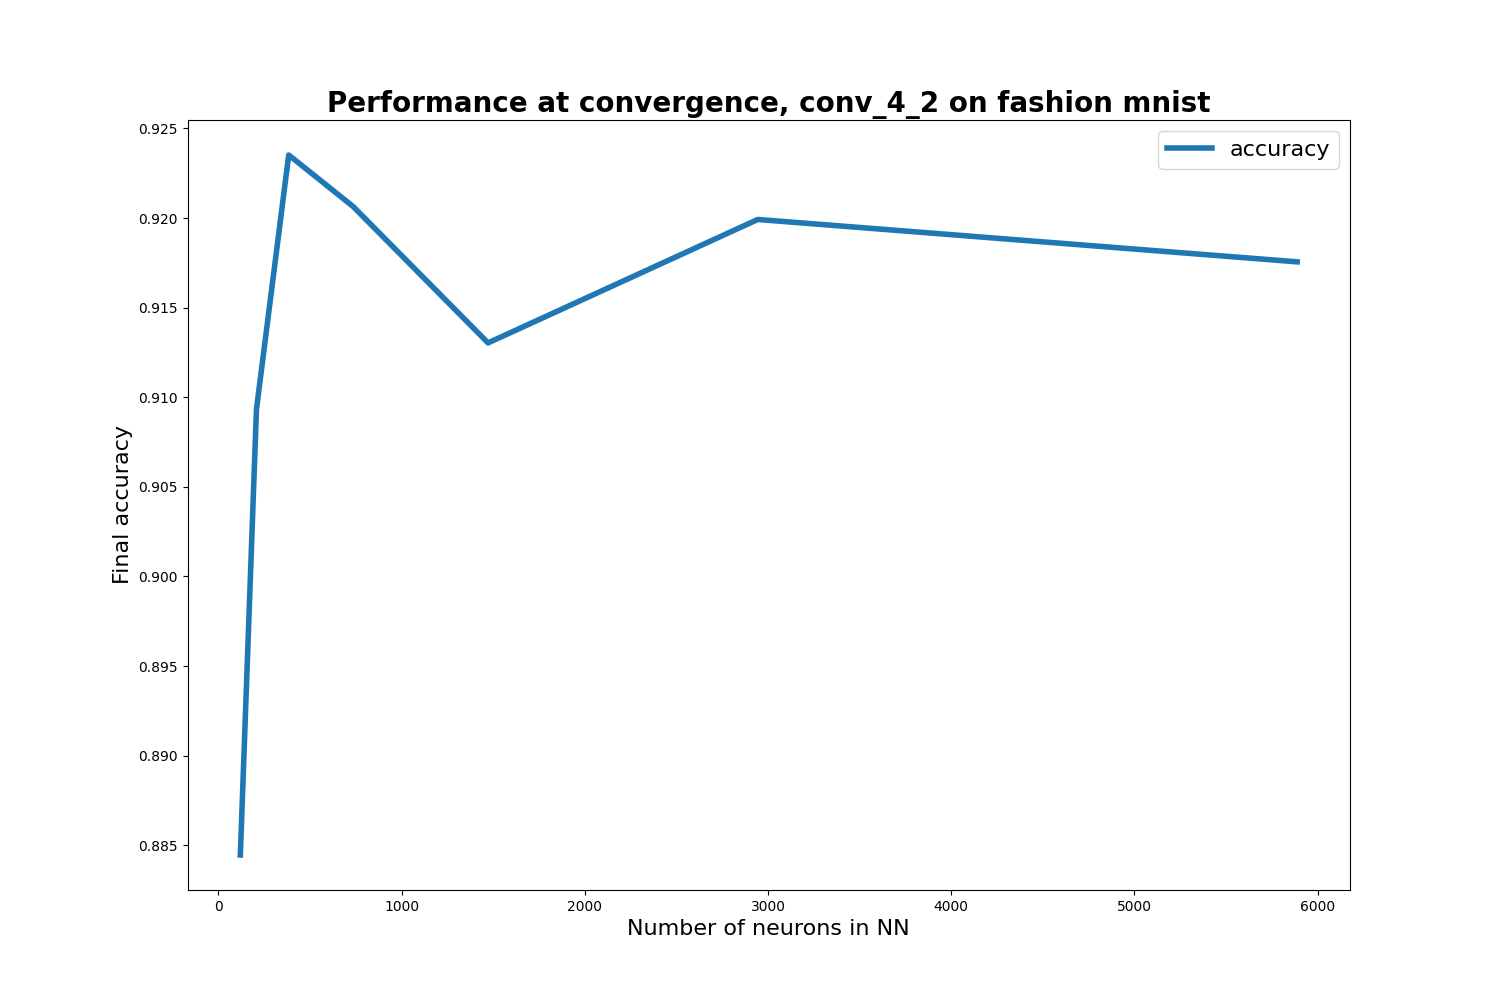 Performance at convergence, conv_4_2 on fashion mnist
accuracy
Final accuracy
0.925
0.920
0.915
0.910
0.905
0.900
0.895
0.890
0.885
0 1000 2000 3000 4000 5000 6000
Number of neurons in NN